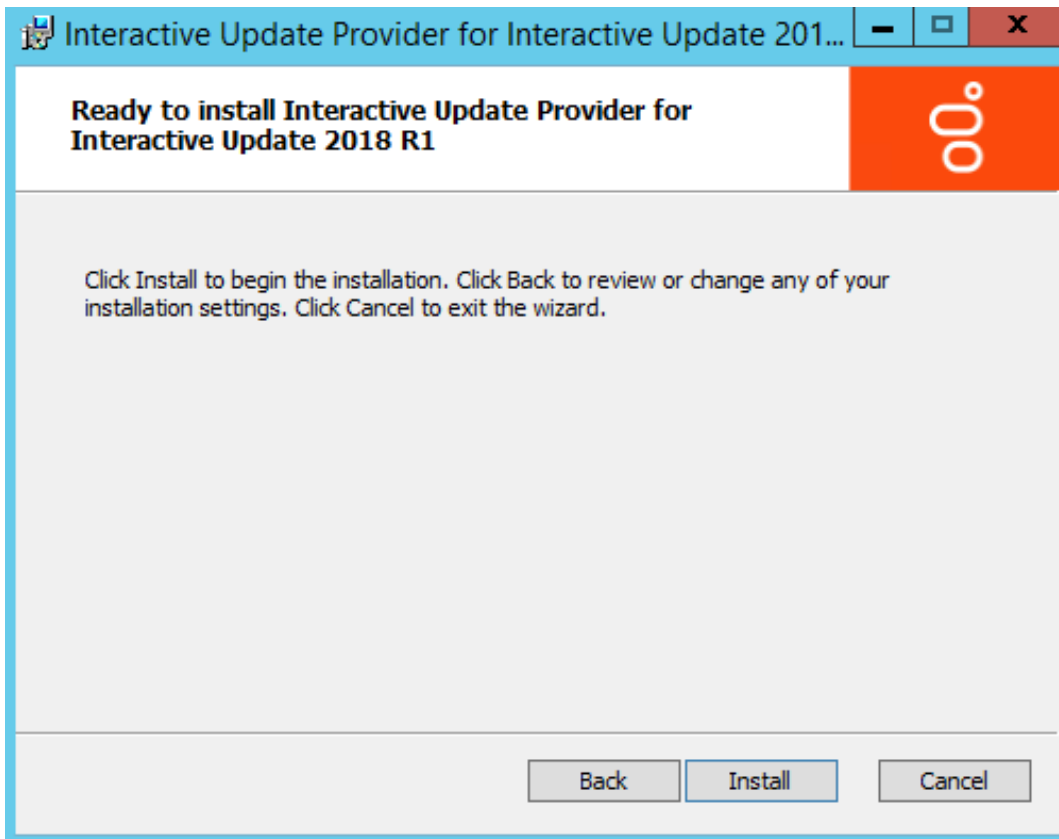 Interactive Update Provider for Interactive Update 201...
Ready to install Interactive Update Provider for
Interactive Update 2018 R1
Click Install to begin the installation. Click Back to review or change any of your
installation settings. Click Cancel to exit the wizard.
Back Install Cancel